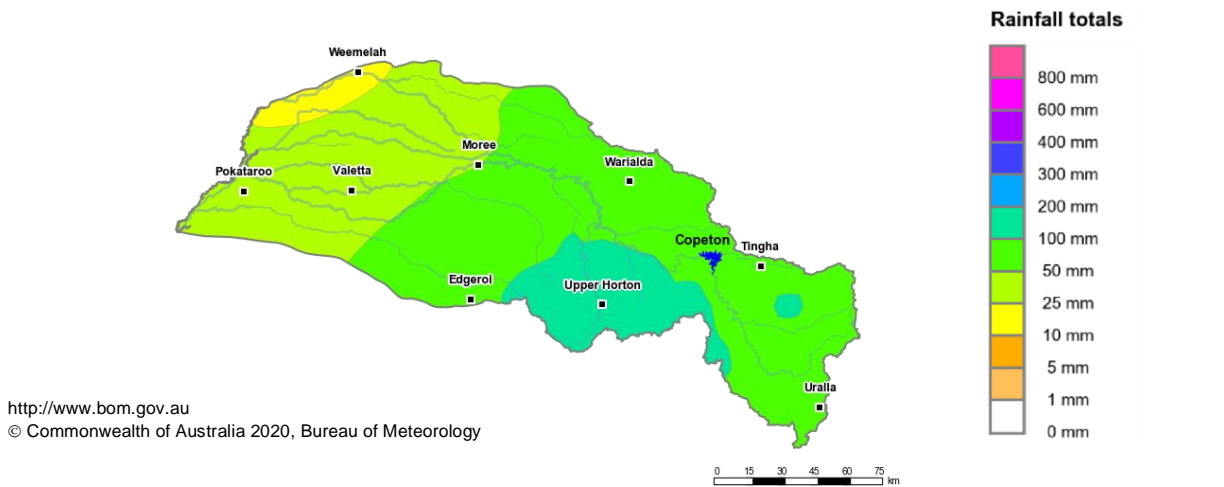 Rainfall totals
800 mm
600 mm
400 mm
300 mm
200 mm
100 mm
50 mm
25 mm
10 mm
5 mm
1 mm
0 mm
Weemelah
Moree
Pokataroo
Valetta
Warialda
Copeton
Tingha
Edgeroi
Upper Horton
Uralla
http://www.bom.gov.au
© Commonwealth of Australia 2020, Bureau of Meteorology
0 15 30 45 60 75
km